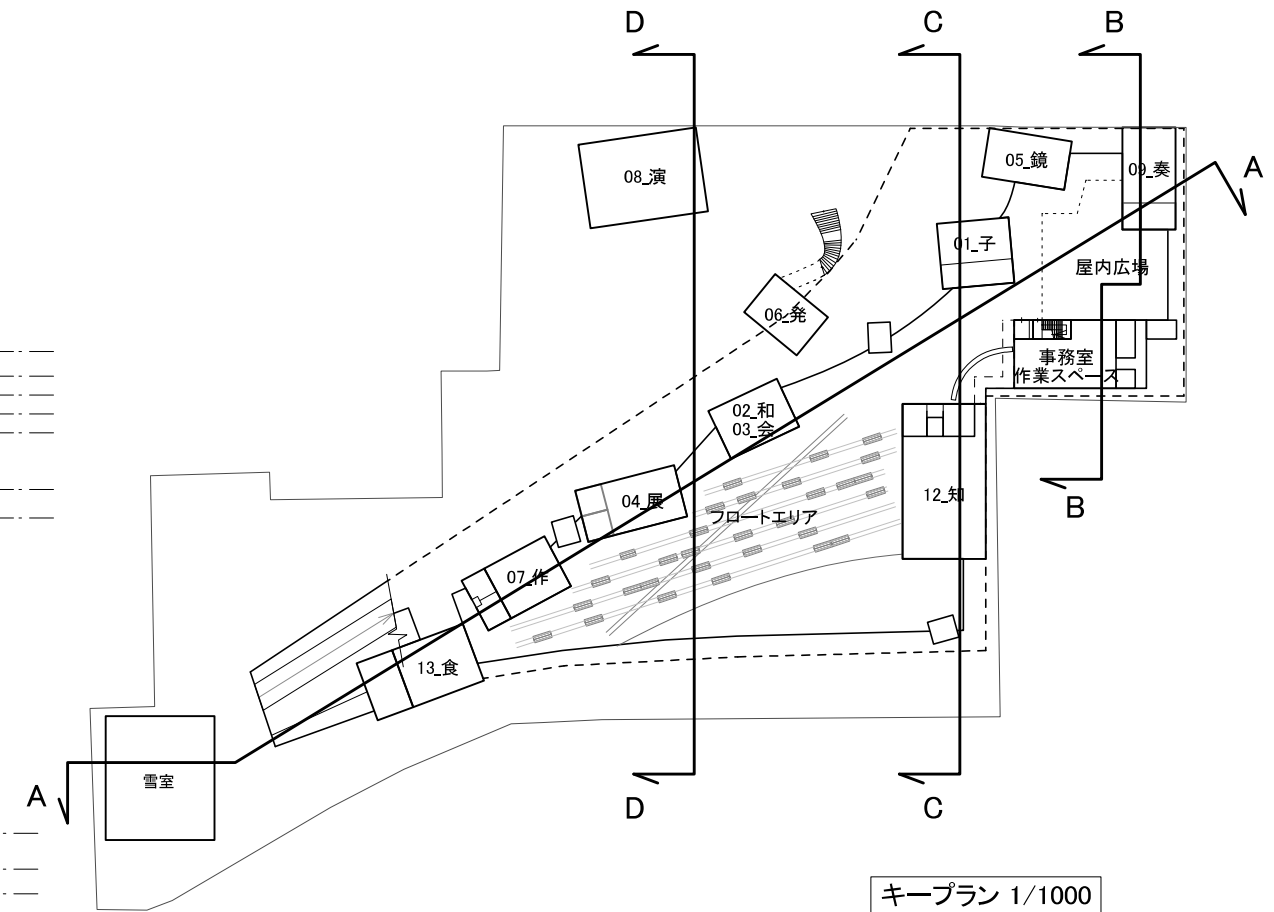 D
C
B
05_鏡
09_奏
08_演
A
01_子
屋内広場
06_発
事務室
作業スペース
02_和
03_会
04_展
12_知
B
フロートエリア
07_作
13_食
雪室
A
D
C
キープラン 1/1000